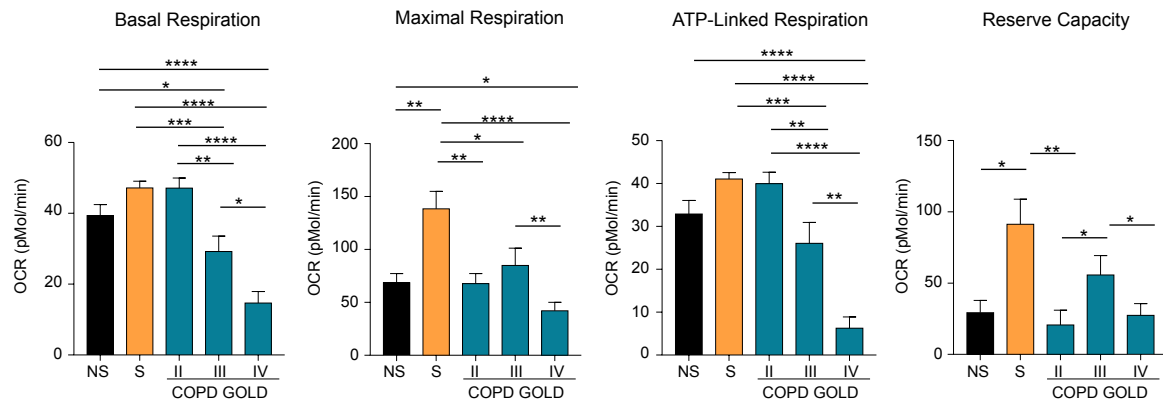 Basal Respiration
****
*
****
***
****
**
*
OCR (pMol/min)
60
40
20
0
NS S II III IV
COPD GOLD
Maximal Respiration
*
**
****
*
**
**
OCR (pMol/min)
200
150
100
50
0
NS S II III IV
COPD GOLD
ATP-Linked Respiration
****
****
***
**
****
**
OCR (pMol/min)
50
40
30
20
10
0
NS S II III IV
COPD GOLD
Reserve Capacity
**
*
*
*
OCR (pMol/min)
150
100
50
0
NS S II III IV
COPD GOLD